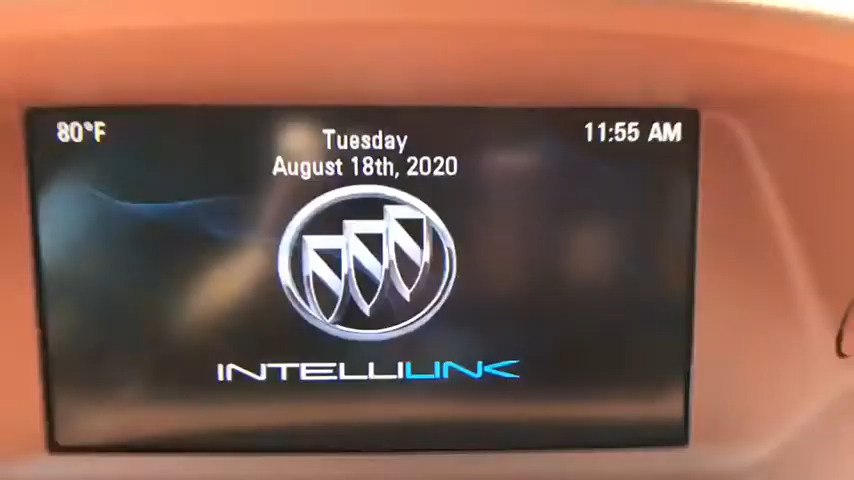 80°F
Tuesday
11:55 AM
August 18th, 2020
INTELLILINK